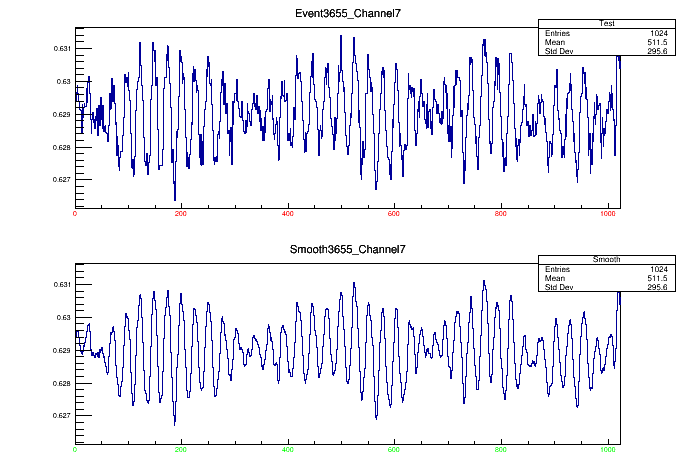 Event3655_Channel7
Test
Entries 1024
Mean 511.5
Std Dev 295.6
0.631
0.63
0.629
0.628
0.627
0 200 400 600 800 1000
Smooth3655_Channel7
Smooth
Entries 1024
Mean 511.5
Std Dev 295.6
0.631
0.63
0.629
0.628
0.627
0 200 400 600 800 1000